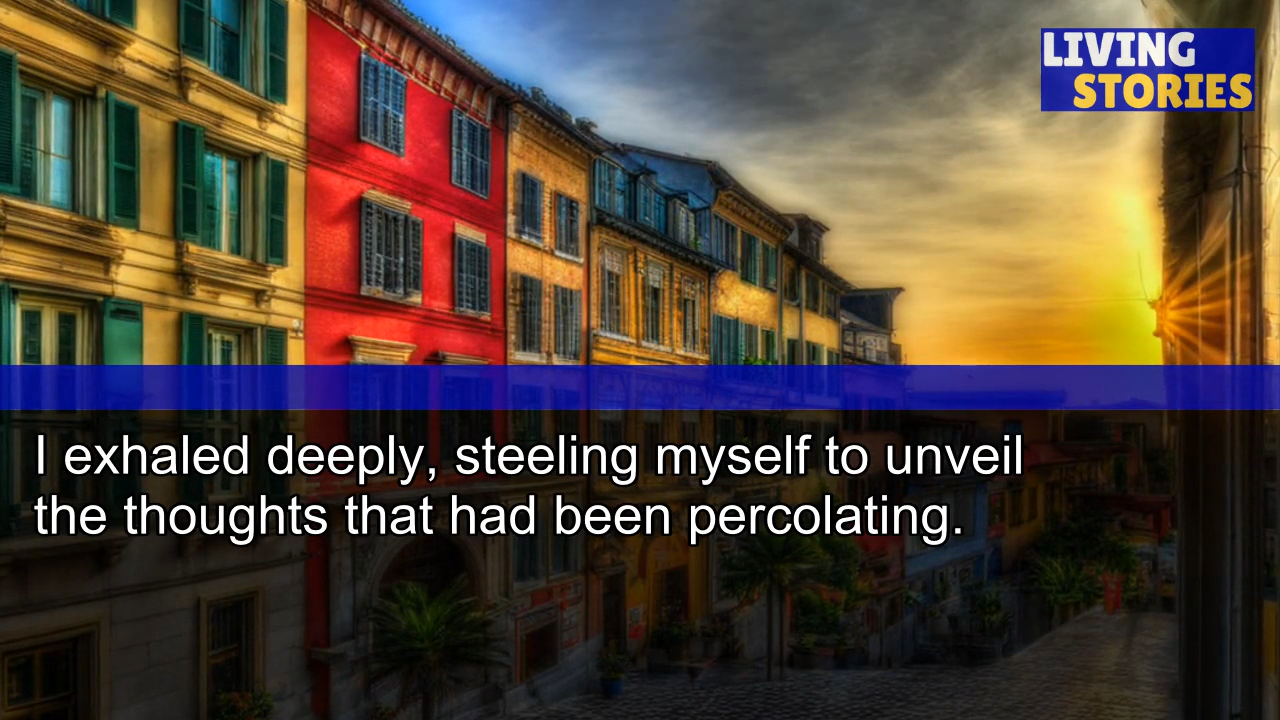 LIVING
STORIES
I exhaled deeply, steeling myself to unveil
the thoughts that had been percolating.